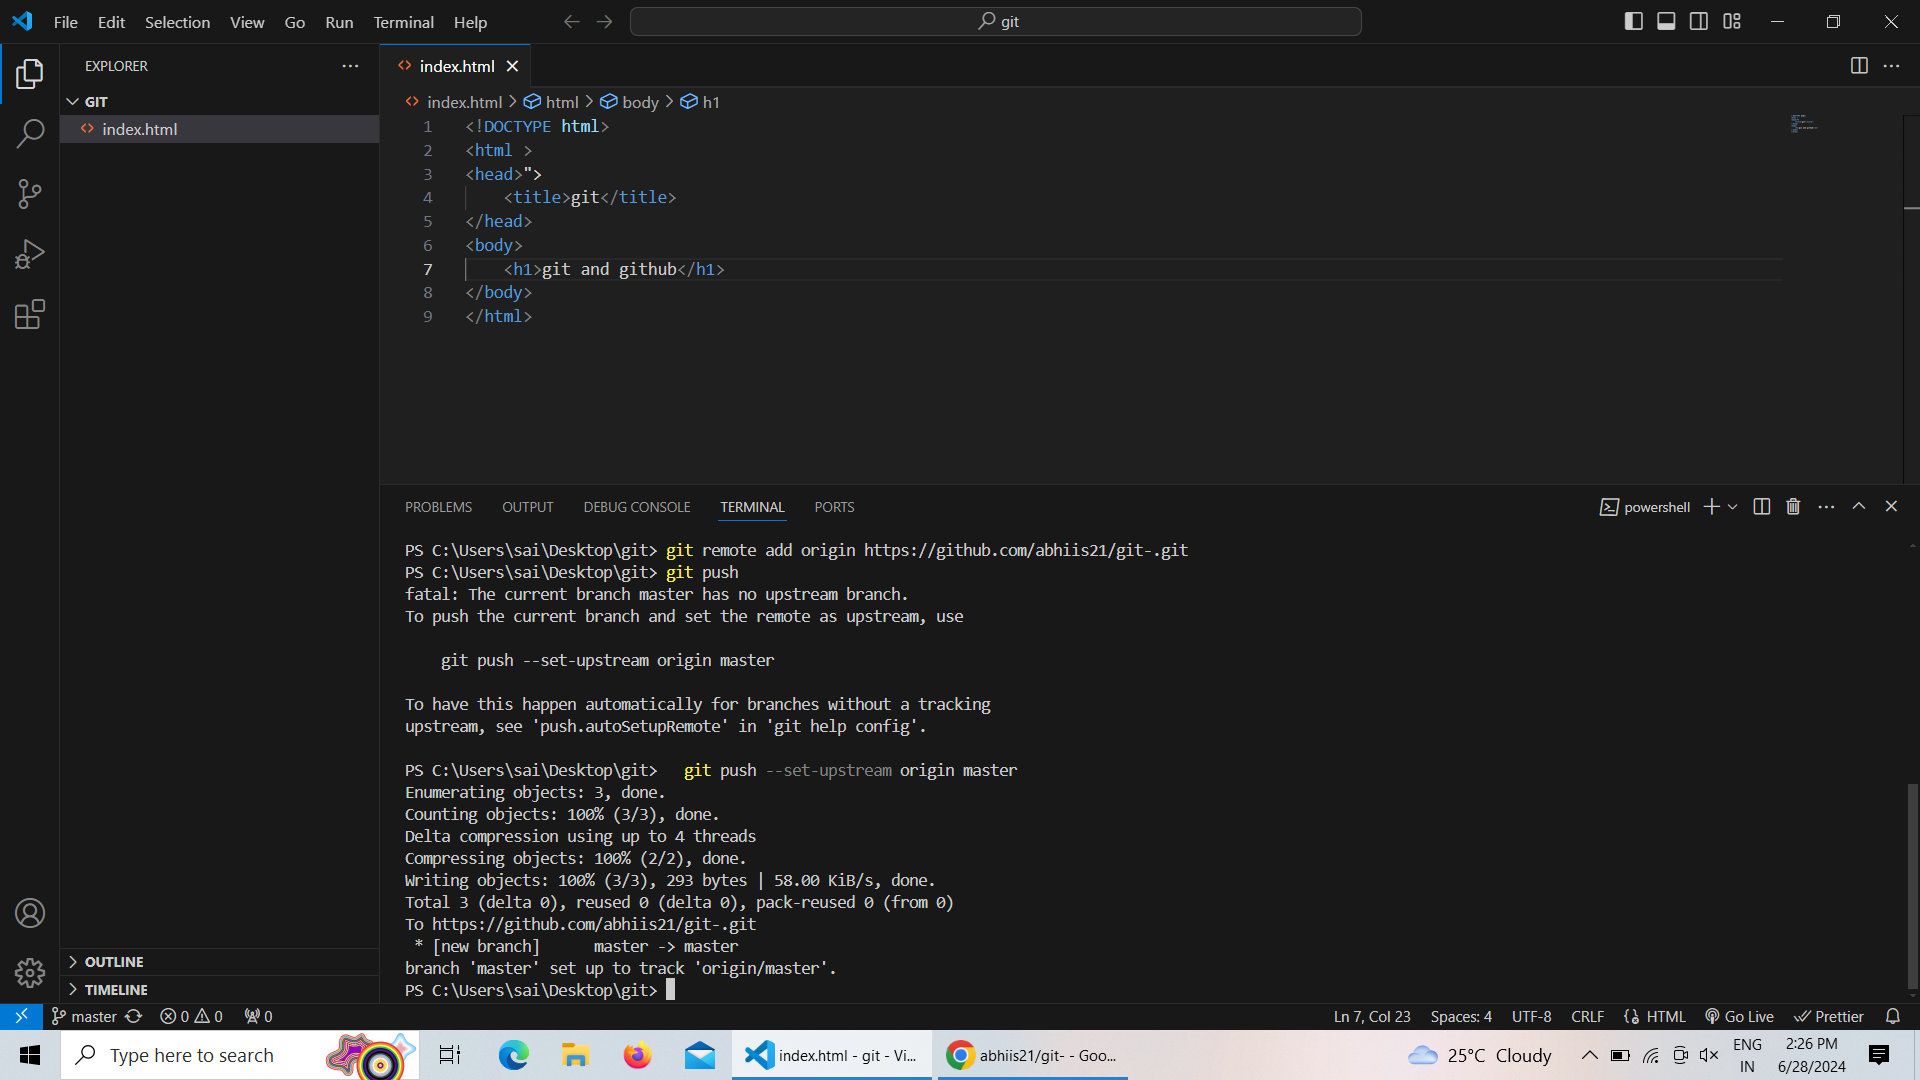 File Edit Selection View Go Run Terminal Help
git
EXPLORER
GIT
index.html
index.html
index.html > html > body > h1
1 <!DOCTYPE html>
2 <html >
3 <head>">
4 <title>git</title>
5 </head>
6 <body>
7 <h1>git and github</h1>
8 </body>
9 </html>
PROBLEMS OUTPUT DEBUG CONSOLE TERMINAL PORTS
powershell
PS C:\Users\sai\Desktop\git> git remote add origin https://github.com/abhiis21/git-.git
PS C:\Users\sai\Desktop\git> git push
fatal: The current branch master has no upstream branch.
To push the current branch and set the remote as upstream, use
git push --set-upstream origin master
To have this happen automatically for branches without a tracking
upstream, see 'push.autoSetupRemote' in 'git help config'.
PS C:\Users\sai\Desktop\git> git push --set-upstream origin master
Enumerating objects: 3, done.
Counting objects: 100% (3/3), done.
Delta compression using up to 4 threads
Compressing objects: 100% (2/2), done.
Writing objects: 100% (3/3), 293 bytes | 58.00 KiB/s, done.
Total 3 (delta 0), reused 0 (delta 0), pack-reused 0 (from 0)
To https://github.com/abhiis21/git-.git
* [new branch] master -> master
branch 'master' set up to track 'origin/master'.
PS C:\Users\sai\Desktop\git>
OUTLINE
TIMELINE
master 0 0 0
Ln 7, Col 23 Spaces: 4 UTF-8 CRLF HTML Go Live Prettier
Type here to search
index.html - git - Vi...
abhiis21/git- - Goo...
25°C Cloudy
ENG
IN
2:26 PM
6/28/2024